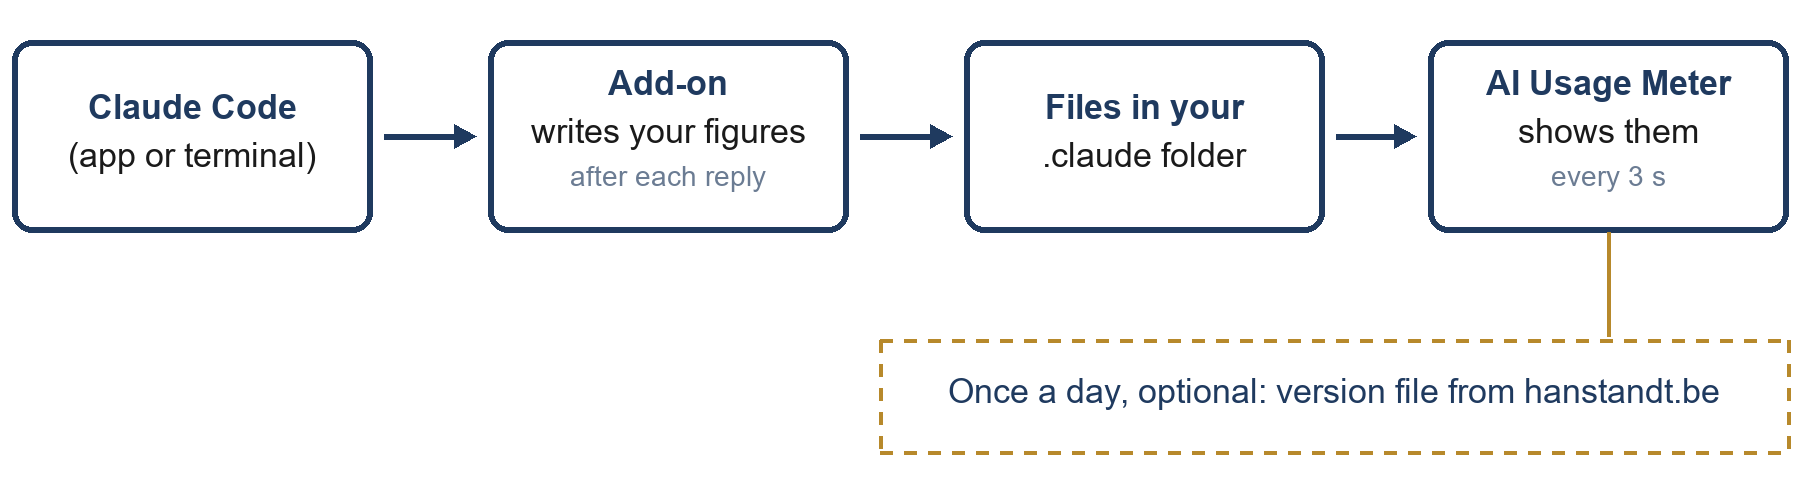 Claude Code
(app or terminal)
Add-on
writes your figures
after each reply
Files in your
.claude folder
AI Usage Meter
shows them
every 3 s
Once a day, optional: version file from hanstandt.be